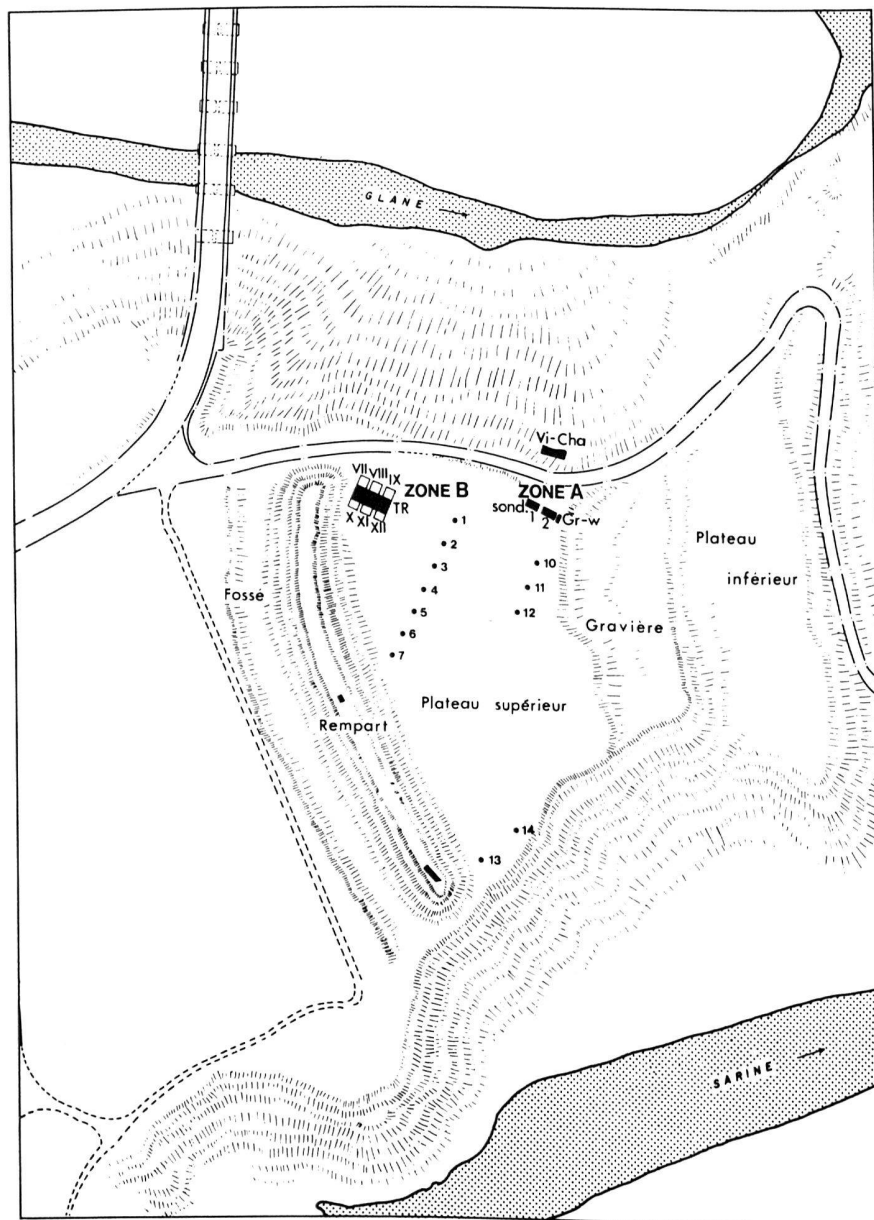 GLANE
Vi-Cha
VII VIII IX
ZONE B
ZONE A
X XI XII
TR
sond.
1
2
Gr-w
1
2
3
4
5
6
7
10
11
12
Fossé
Plateau
inférieur
Gravière
Plateau supérieur
Rempart
14
13
SARINE